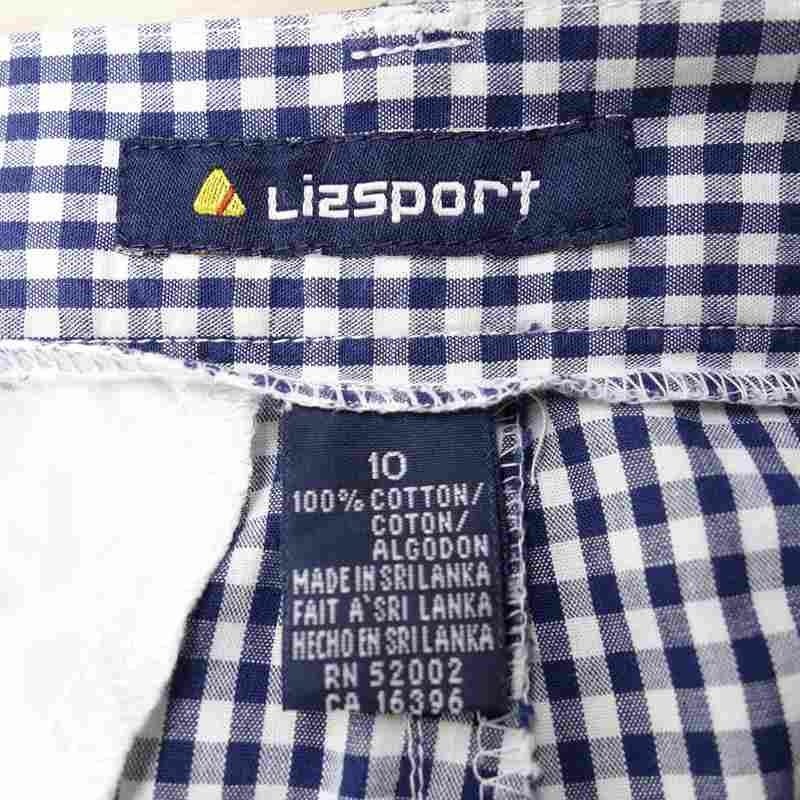 Lizsport
10
100% COTTON/
COTON/
ALGODON
MADE IN SRI LANKA
FAIT A` SRI LANKA
HECHO EN SRI LANKA
RN 52002
CA 16396